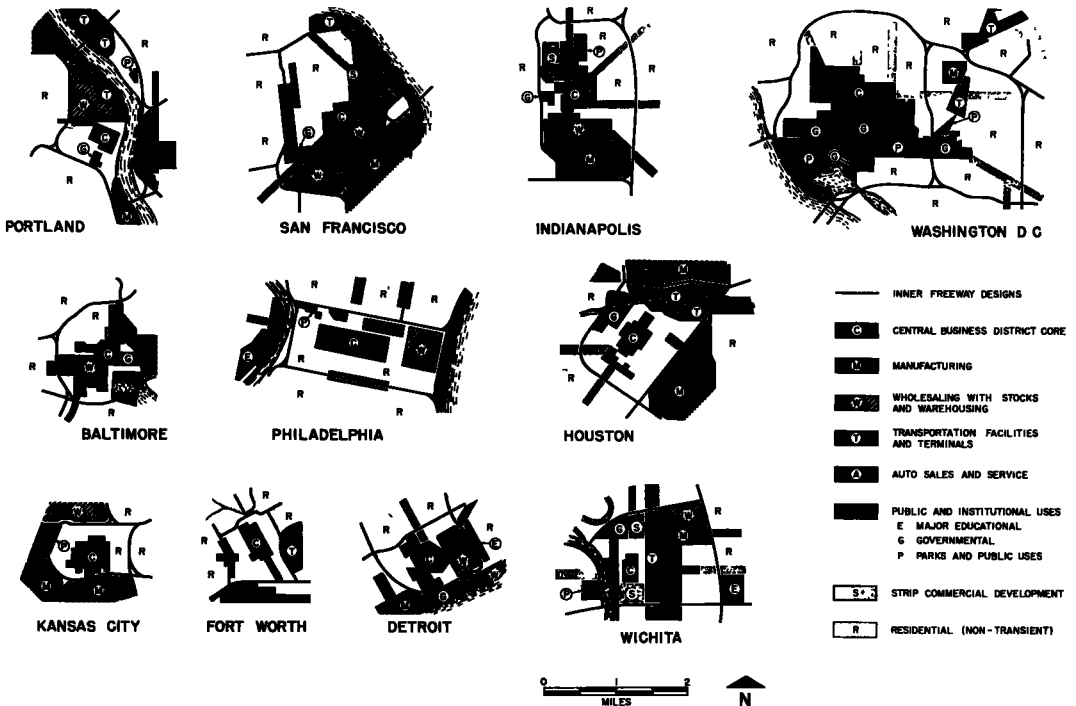 T
R
T
P
R
W
T
C
G
R
M
PORTLAND
R
S
R
R
C
G
W
R
M
W
SAN FRANCISCO
R
R
S
P
R
G
C
W
M
INDIANAPOLIS
T
R
R
R
M
C
T
R
P
G
G
P
G
R
P
G
R
R
R
WASHINGTON D C
R
R
C
G
W
R
BALTIMORE
R
R
R
P
R
C
W
E
R
R
R
R
PHILADELPHIA
M
R
T
G
T
C
R
R
M
HOUSTON
INNER FREEWAY DESIGNS
C CENTRAL BUSINESS DISTRICT CORE
M MANUFACTURING
W WHOLESALING WITH STOCKS
AND WAREHOUSING
T TRANSPORTATION FACILITIES
AND TERMINALS
A AUTO SALES AND SERVICE
PUBLIC AND INSTITUTIONAL USES
E MAJOR EDUCATIONAL
G GOVERNMENTAL
P PARKS AND PUBLIC USES
S STRIP COMMERCIAL DEVELOPMENT
R RESIDENTIAL (NON-TRANSIENT)
W
R
P
C
R
R
M
M
KANSAS CITY
R
R
C
T
R
FORT WORTH
R
R
C
W
E
M
G
M
DETROIT
G
S
W
M
T
C
P
S
E
WICHITA
0 1 2
MILES
N